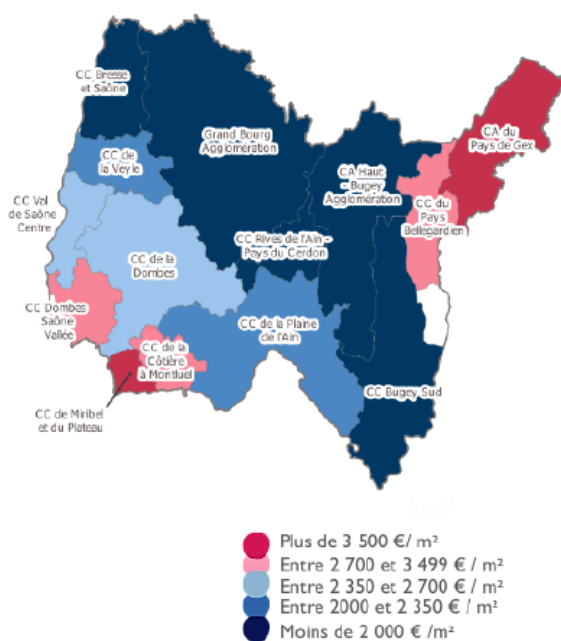 CC Bresse
et Saône
Grand Bourg
Agglomération
CA du
Pays de Gex
CC de
la Veyle
CA Haut
- Bugey
Agglomération
CC Val
de Saône
Centre
CC du
Pays
Bellegardien
CC Rives de l'Ain -
Pays du Cerdon
CC de la
Dombes
CC Dombes
Saône
Vallée
CC de la Plaine
de l'Ain
CC de la
Côtière
à Montluel
CC Bugey Sud
CC de Miribel
et du Plateau
Plus de 3 500 €/ m²
Entre 2 700 et 3 499 € / m²
Entre 2 350 et 2 700 € / m²
Entre 2000 et 2 350 € / m²
Moins de 2 000 € /m²